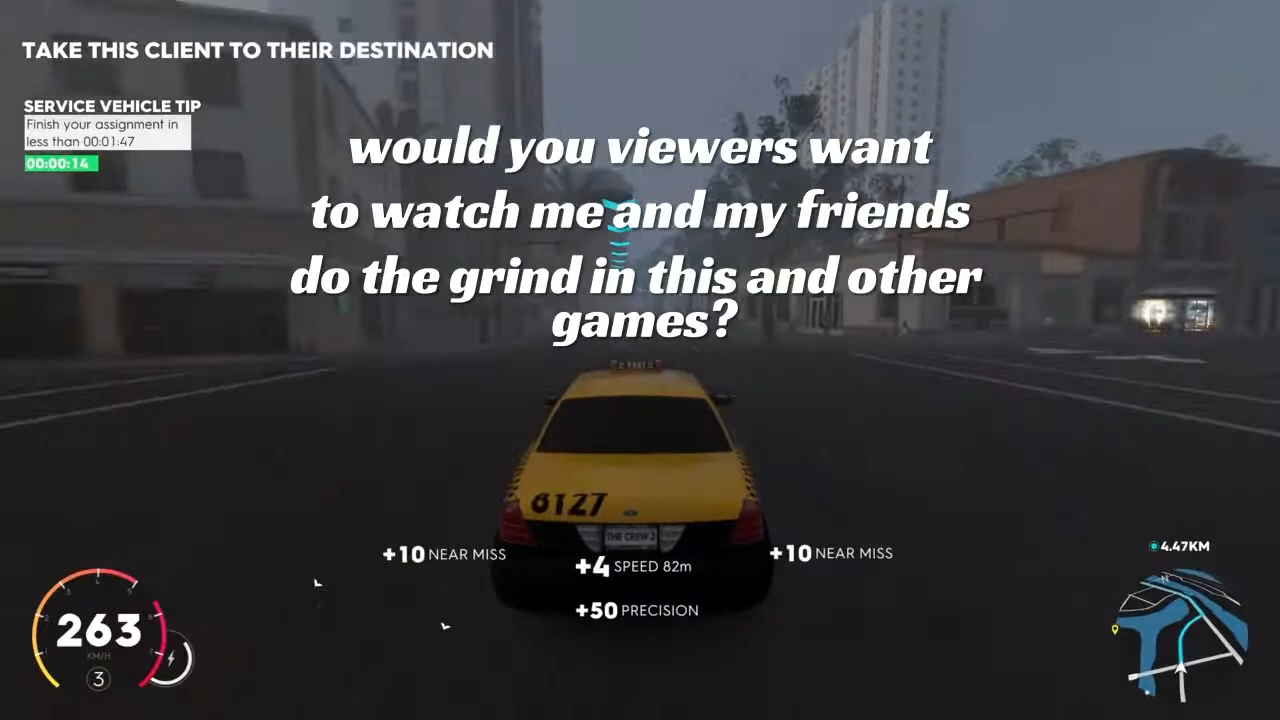 TAKE THIS CLIENT TO THEIR DESTINATION
SERVICE VEHICLE TIP
Finish your assignment in
less than 00:01:47
00:00:14
would you viewers want
to watch me and my friends
do the grind in this and other
games?
6127
THE CREW 2
+10 NEAR MISS
+10 NEAR MISS
+4 SPEED 82m
+50 PRECISION
4.47KM
263
KM/H
3
N